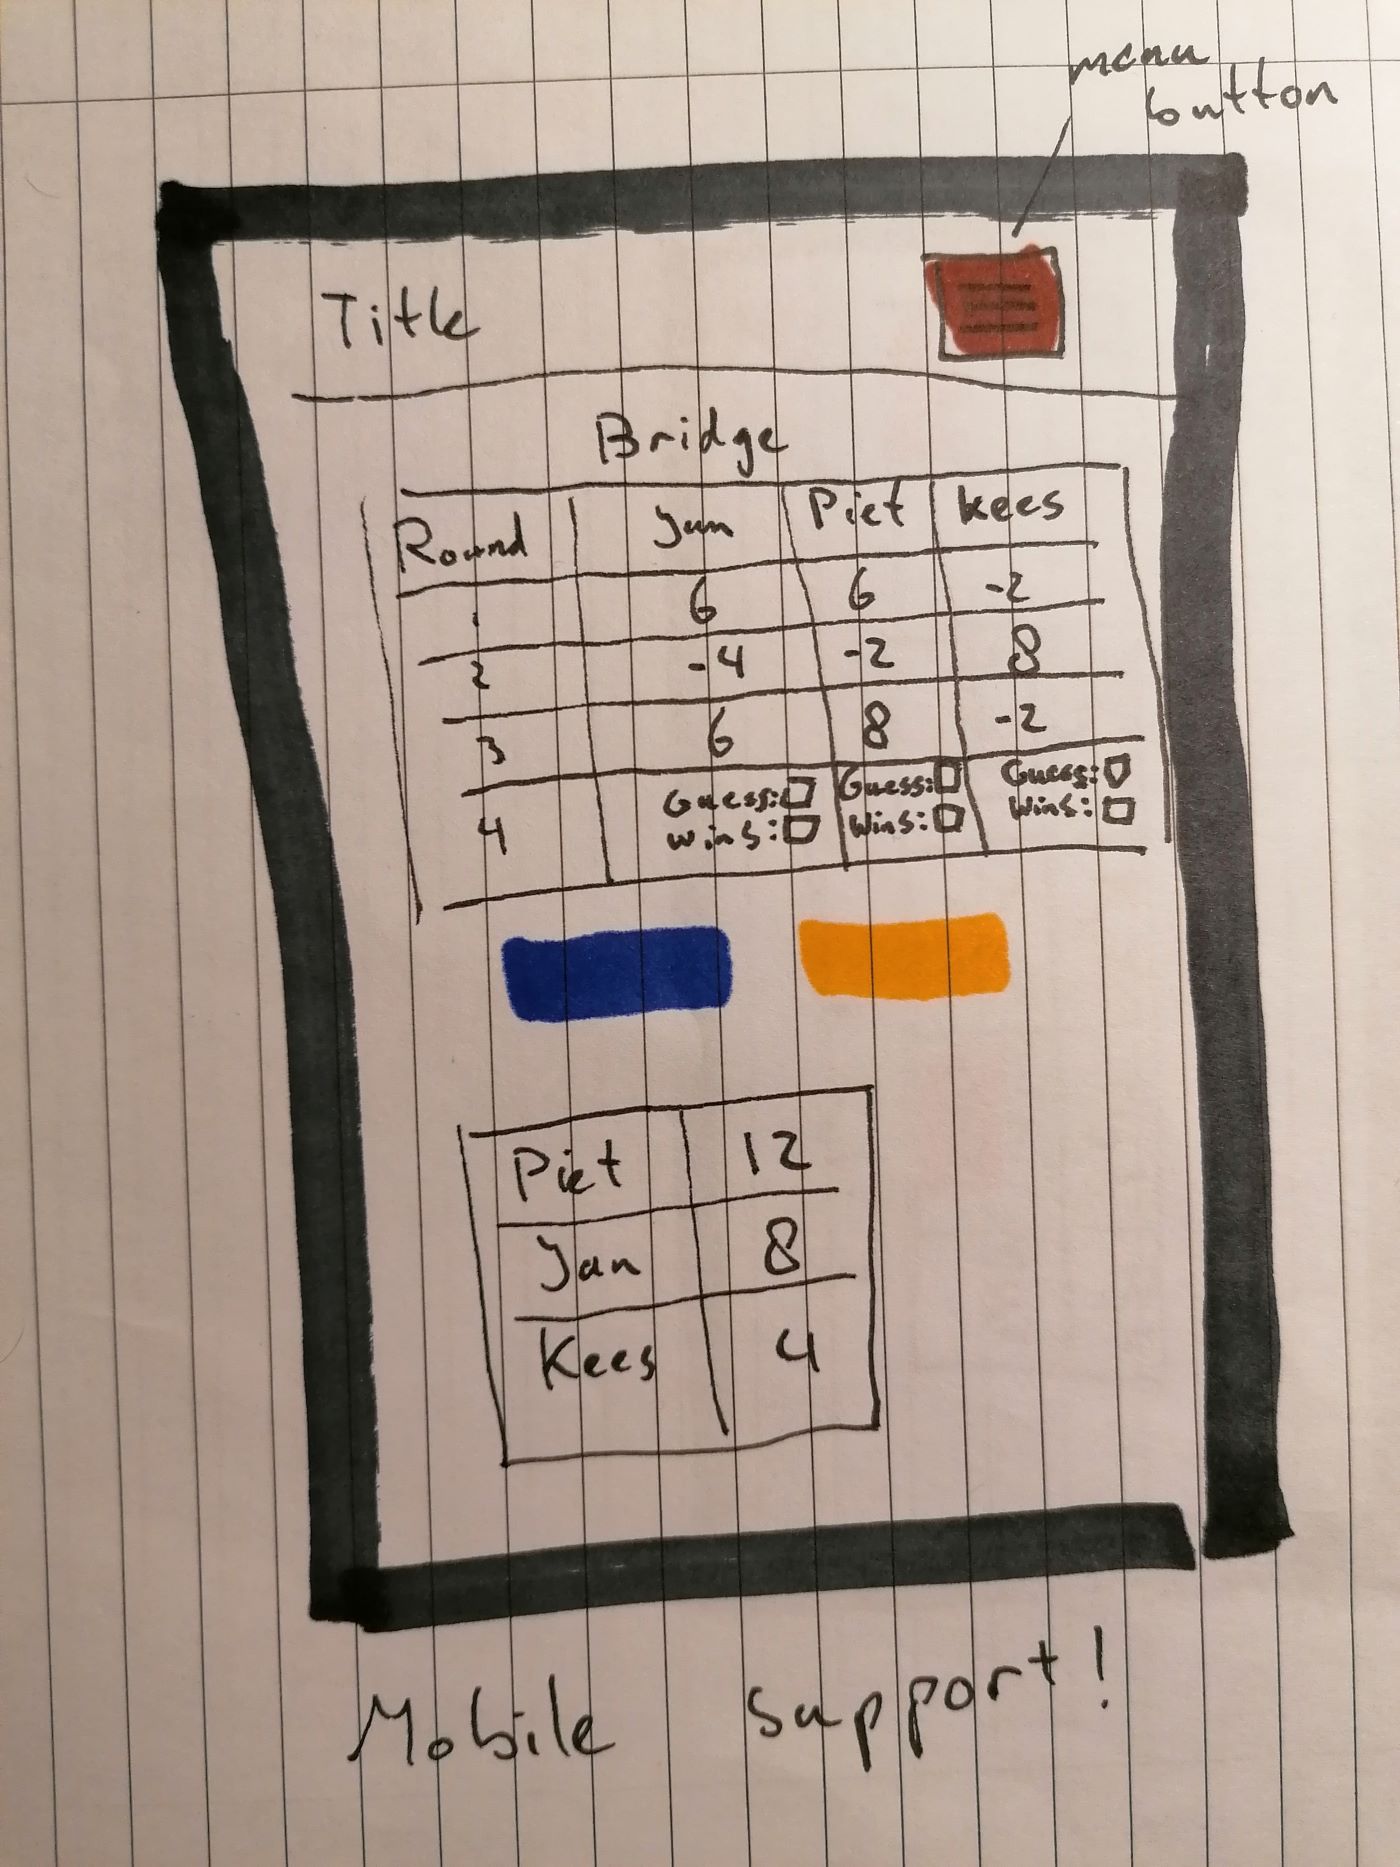 menu
button
Title
Bridge
Round Jan Piet Kees
1 6 6 -2
2 -4 -2 8
3 6 8 -2
4 Guess: Guess: Guess:
Wins: Wins: Wins:
Piet 12
Jan 8
Kees 4
Mobile support!